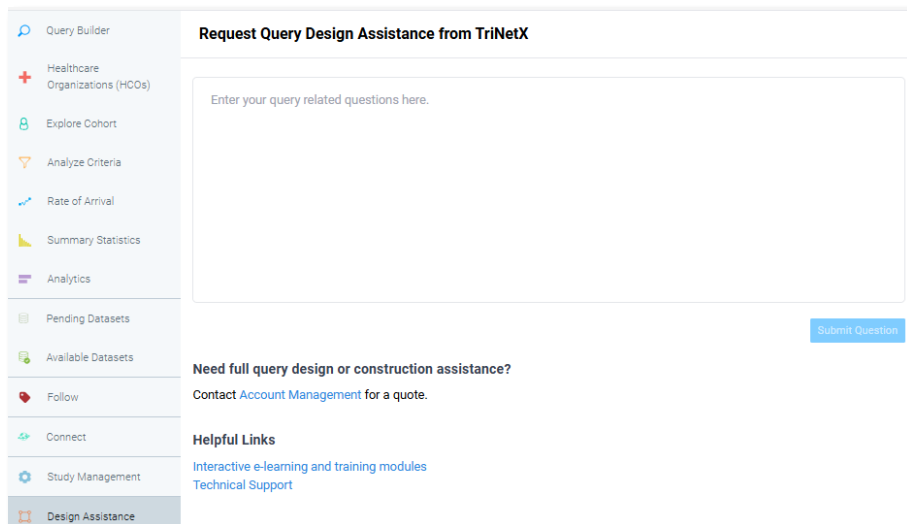 Query Builder
Healthcare
Organizations (HCOs)
Explore Cohort
Analyze Criteria
Rate of Arrival
Summary Statistics
Analytics
Pending Datasets
Available Datasets
Follow
Connect
Study Management
Design Assistance
Request Query Design Assistance from TriNetX
Enter your query related questions here.
Submit Question
Need full query design or construction assistance?
Contact Account Management for a quote.
Helpful Links
Interactive e-learning and training modules
Technical Support